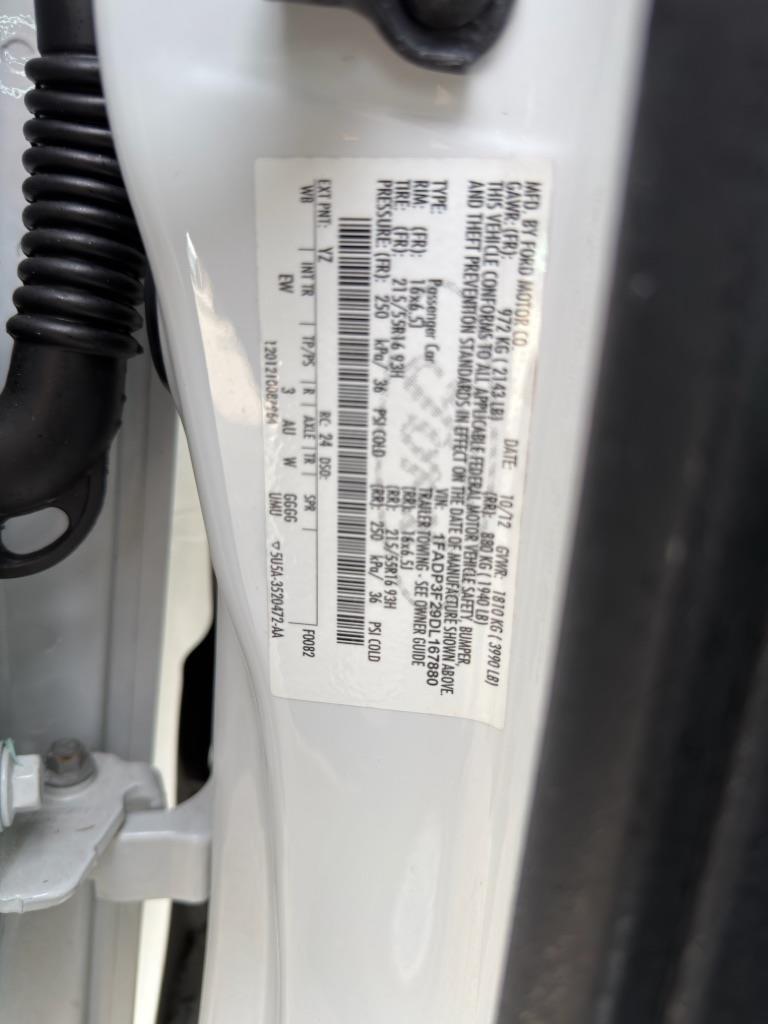 MFD. BY FORD MOTOR CO. DATE: 10/12 GVWR: 1810 KG ( 3990 LB)
GAWR: (FR): 972 KG ( 2143 LB) (RR): 880 KG ( 1940 LB)
THIS VEHICLE CONFORMS TO ALL APPLICABLE FEDERAL MOTOR VEHICLE SAFETY, BUMPER,
AND THEFT PREVENTION STANDARDS IN EFFECT ON THE DATE OF MANUFACTURE SHOWN ABOVE.
VIN: 1FADP3F29DL167880
TYPE: Passenger Car TRAILER TOWING - SEE OWNER GUIDE
RIM: (FR): 16x6.5J (RR): 16x6.5J
TIRE: (FR): 215/55R16 93H (RR): 215/55R16 93H
PRESSURE: (FR): 250 kPa/ 36 PSI COLD (RR): 250 kPa/ 36 PSI COLD
EXT PNT: YZ RC: 24 DSO: F0082
WB INT TR TP/PS R AXLE TR SPR
EW 3 AU W GGGG
UMU 5U5A-3520472-AA